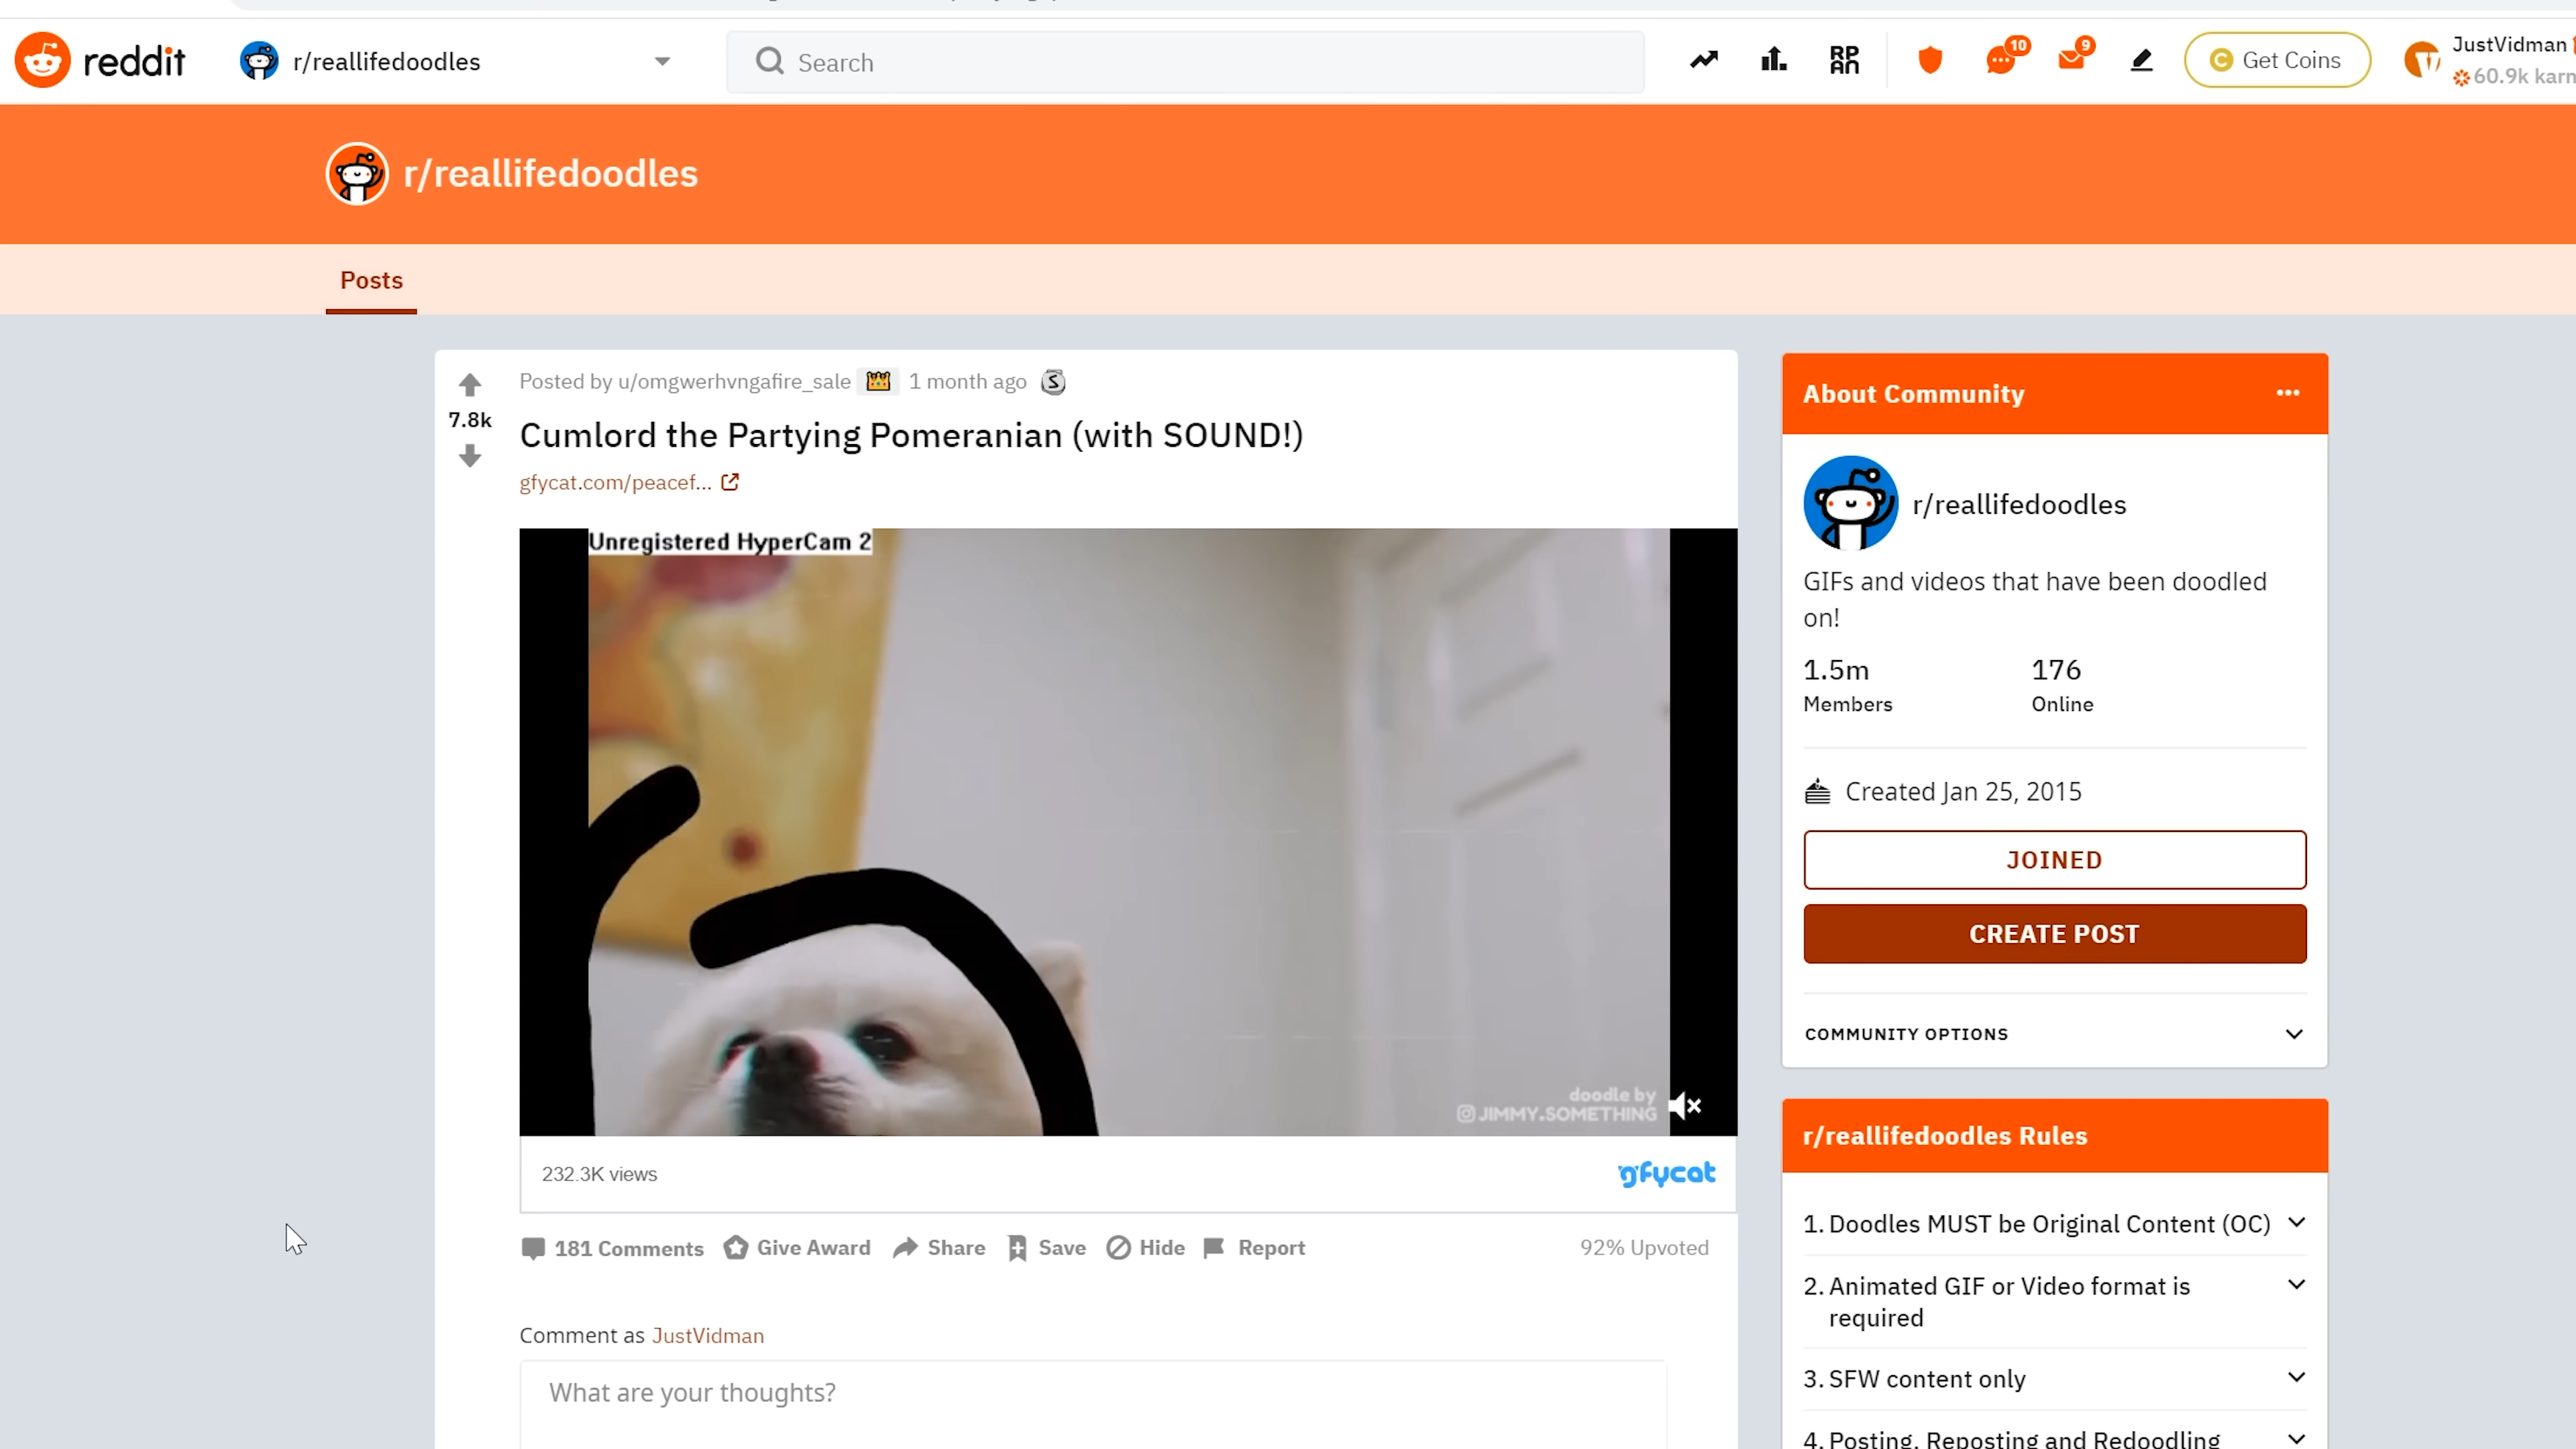 reddit
r/reallifedoodles
Search
RPAN
10
9
Get Coins
JustVidman
60.9k
r/reallifedoodles
Posts
Posted by u/omgwerhvngafire_sale 1 month ago
7.8k
Cumlord the Partying Pomeranian (with SOUND!)
gfycat.com/peacef...
Unregistered HyperCam 2
doodle by
JIMMY.SOMETHING
232.3K views
gfycat
181 Comments Give Award Share Save Hide Report 92% Upvoted
Comment as JustVidman
What are your thoughts?
About Community
r/reallifedoodles
GIFs and videos that have been doodled
on!
1.5m 176
Members Online
Created Jan 25, 2015
JOINED
CREATE POST
COMMUNITY OPTIONS
r/reallifedoodles Rules
1. Doodles MUST be Original Content (OC)
2. Animated GIF or Video format is
required
3. SFW content only
4. Posting, Reposting and Redoodling